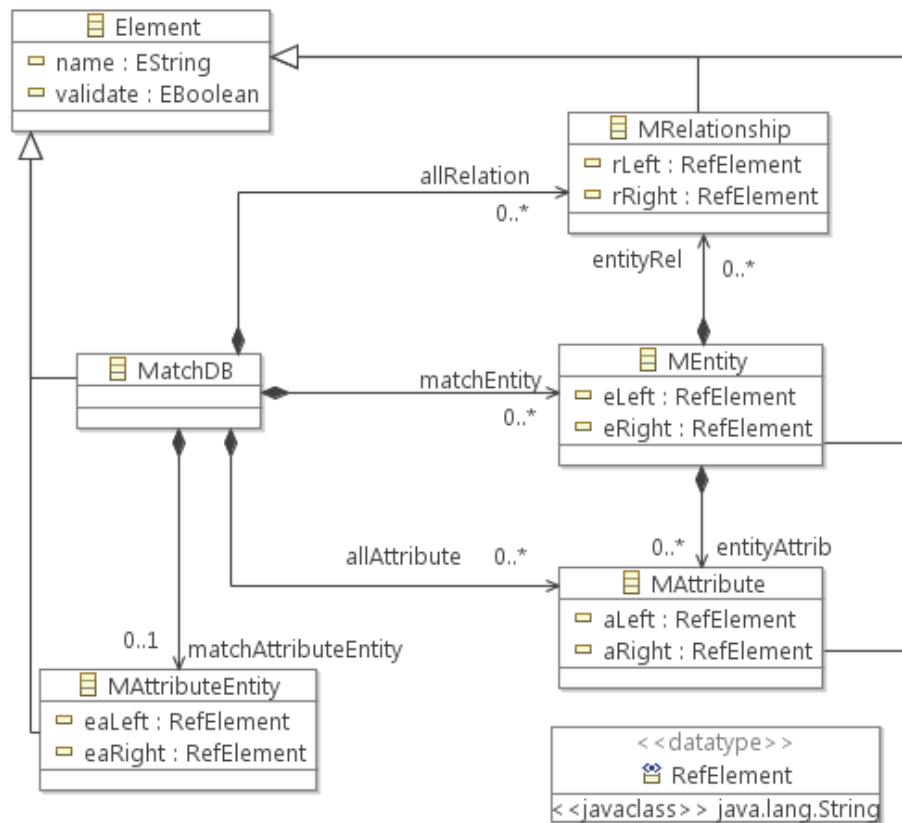 Element
name : EString
validate : EBoolean
MRelationship
rLeft : RefElement
rRight : RefElement
allRelation
0..*
entityRel
0..*
MatchDB
matchEntity
0..*
MEntity
eLeft : RefElement
eRight : RefElement
allAttribute
0..*
0..*
entityAttrib
MAttribute
aLeft : RefElement
aRight : RefElement
0..1
matchAttributeEntity
MAttributeEntity
eaLeft : RefElement
eaRight : RefElement
<<datatype>>
RefElement
<<javaclass>> java.lang.String